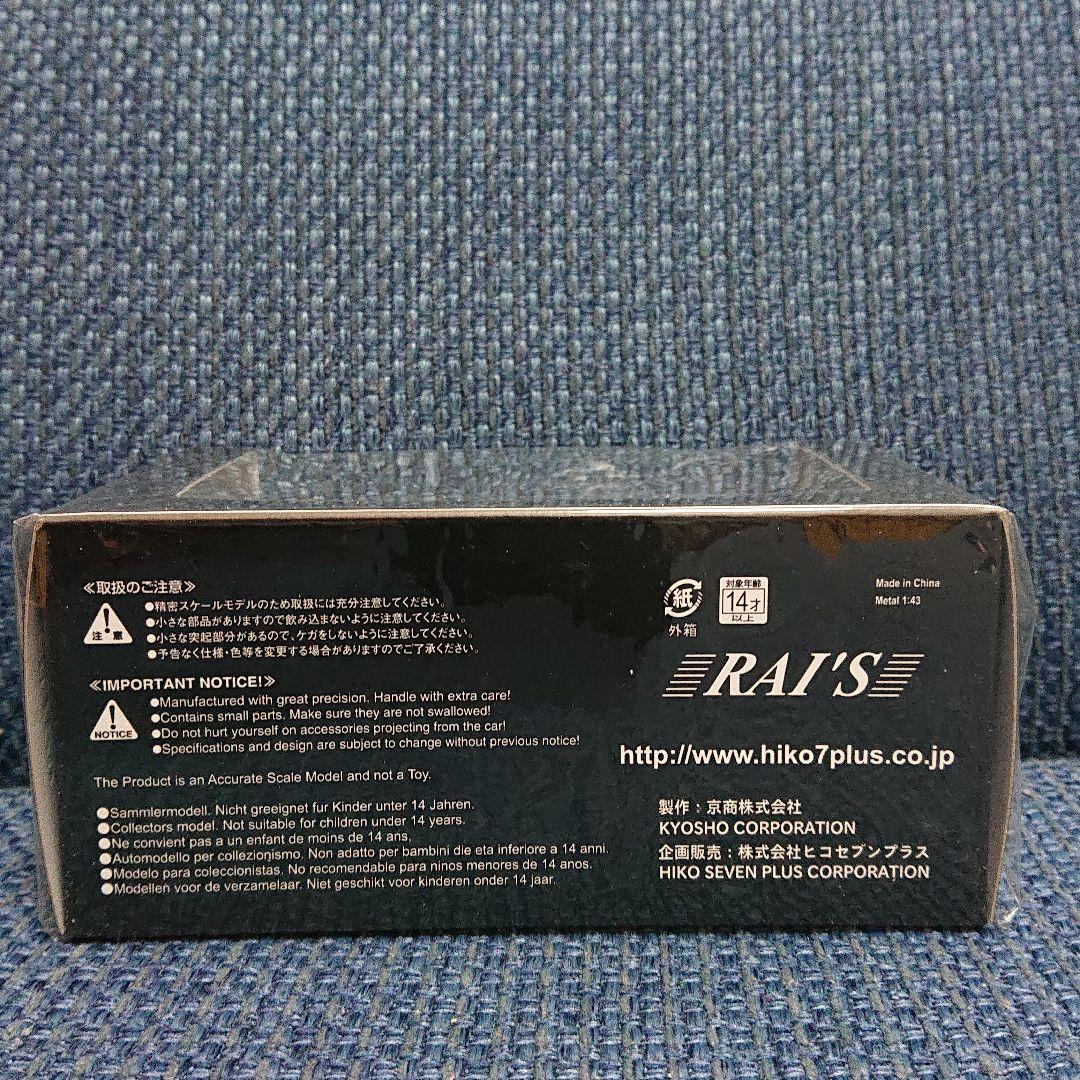 ≪取扱のご注意≫
注意
●精密スケールモデルのため取扱には充分注意してください。
●小さな部品がありますので飲み込まないように注意してください。
●小さな突起部分があるので、ケガをしないように注意してください。
●予告なく仕様・色等を変更する場合がありますのでご了承ください。
≪IMPORTANT NOTICE!≫
NOTICE
●Manufactured with great precision. Handle with extra care!
●Contains small parts. Make sure they are not swallowed!
●Do not hurt yourself on accessories projecting from the car!
●Specifications and design are subject to change without previous notice!
The Product is an Accurate Scale Model and not a Toy.
●Sammlermodell. Nicht greeignet fur Kinder unter 14 Jahren.
●Collectors model. Not suitable for children under 14 years.
●Ne convient pas a un enfant de moins de 14 ans.
●Automodello per collezionjsmo. Non adatto per bambini die eta inferiore a 14 anni.
●Modelo para coleccionistas. No recomendable para ninos menores de 14 anos.
●Modellen voor de verzamelaar. Niet geschikt voor kinderen onder 14 jaar.
紙
外箱
対象年齢
14才
以上
Made in China
Metal 1:43
RAI'S
http://www.hiko7plus.co.jp
製作：京商株式会社
KYOSHO CORPORATION
企画販売：株式会社ヒコセブンプラス
HIKO SEVEN PLUS CORPORATION